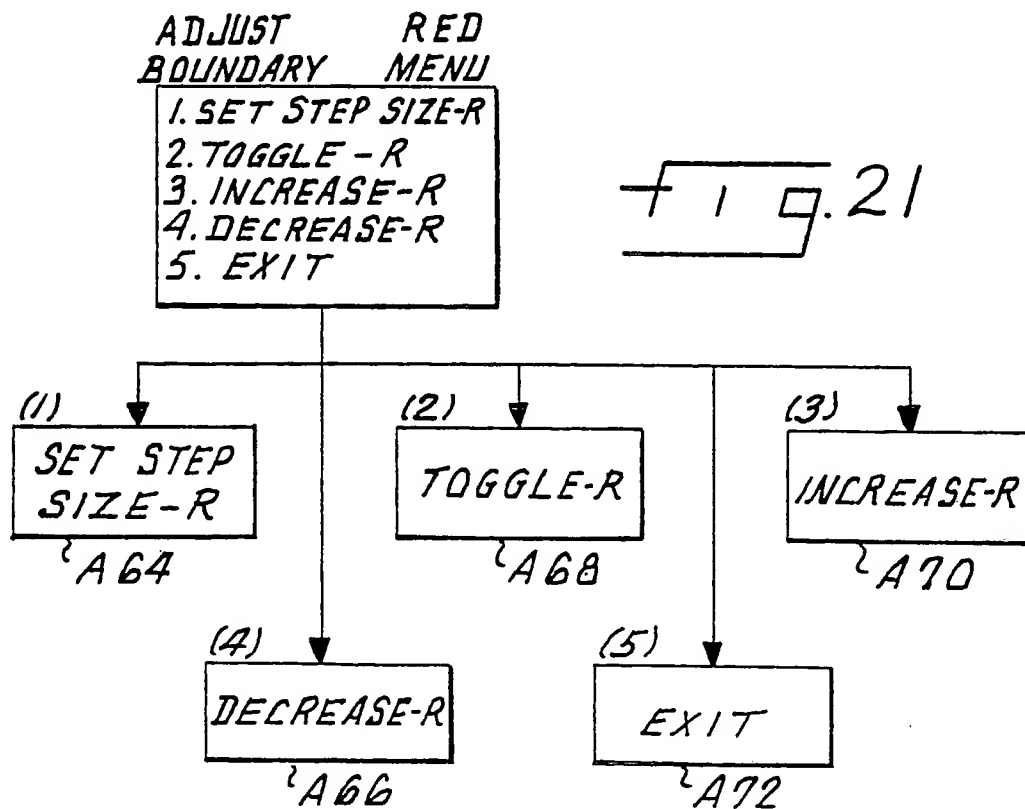 ADJUST RED
BOUNDARY MENU
1. SET STEP SIZE-R
2. TOGGLE-R
3. INCREASE-R
4. DECREASE-R
5. EXIT
Fig. 21
(1)
SET STEP
SIZE-R
A64
(2)
TOGGLE-R
A68
(3)
INCREASE-R
A70
(4)
DECREASE-R
A66
(5)
EXIT
A72